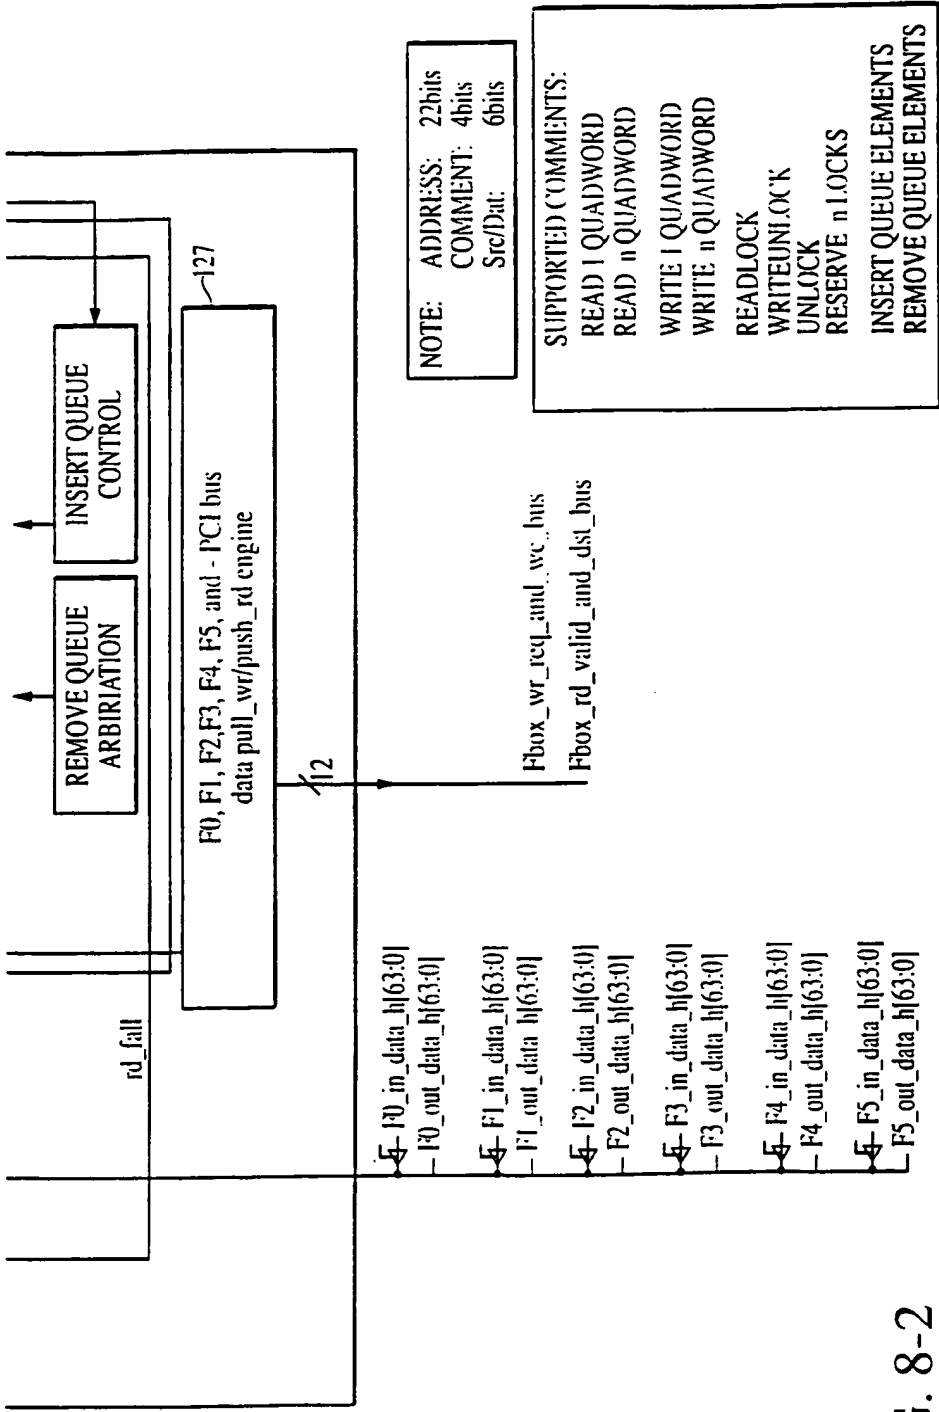 rd_fall
REMOVE QUEUE
ARBIRIATION
INSERT QUEUE
CONTROL
F0, F1, F2,F3, F4, F5, and - PCI bus
data pull_wr/push_rd engine
127
12
Fbox_wr_req_and_wc_bus
Fbox_rd_valid_and_dst_bus
F0_in_data_h[63:0]
F0_out_data_h[63:0]
F1_in_data_h[63:0]
F1_out_data h[63:0]
F2_in_data_h[63:0]
F2_out_data_h[63:0]
F3_in_data_h[63:0]
F3_out_data_h[63:0]
F4_in_data_h[63:0]
F4_out_data_h[63:0]
F5_in_data_h[63:0]
F5_out_data_h[63:0]
NOTE: ADDRESS: 22bits
COMMENT: 4bits
Src/Dat: 6bits
SUPPORTED COMMENTS:
READ 1 QUADWORD
READ n QUADWORD
WRITE 1 QUADWORD
WRITE n QUADWORD
READLOCK
WRITEUNLOCK
UNLOCK
RESERVE n LOCKS
INSERT QUEUE ELEMENTS
REMOVE QUEUE ELEMENTS
G. 8-2